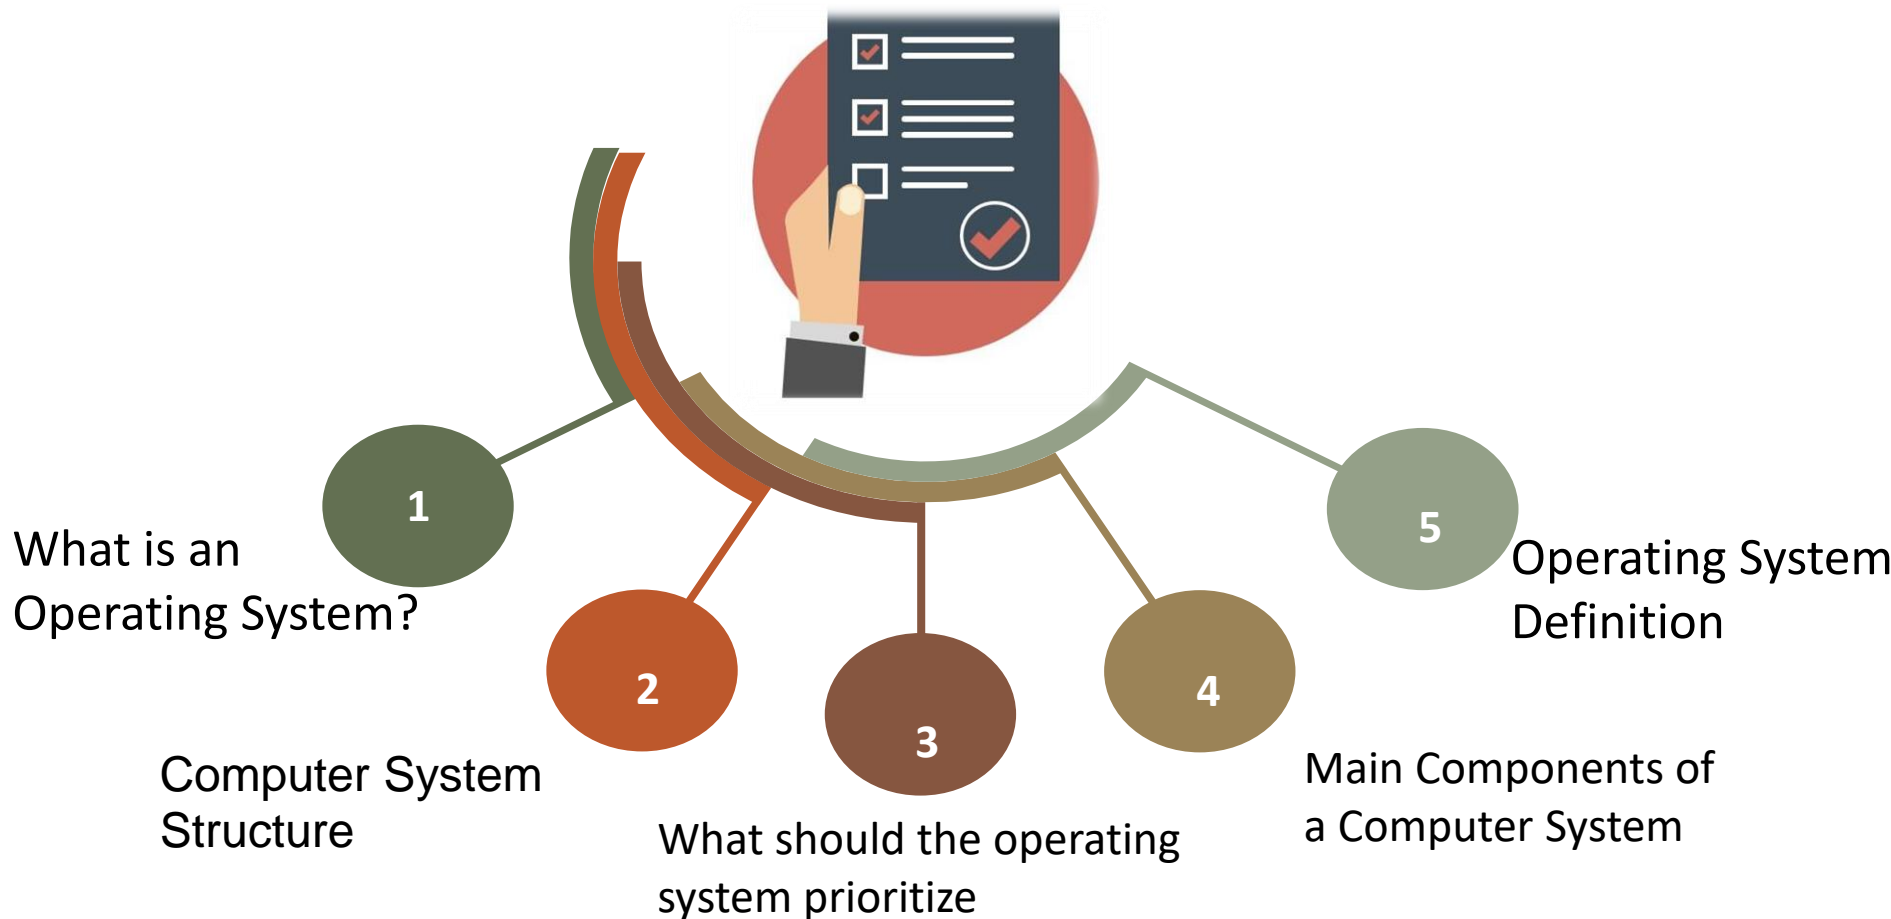 1
What is an
Operating System?
2
Computer System
Structure
3
What should the operating
system prioritize
4
Main Components of
a Computer System
5
Operating System
Definition